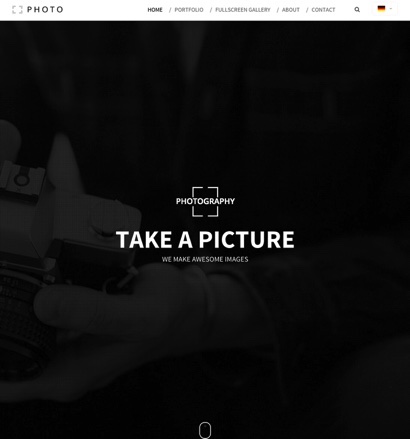 PHOTO
HOME / PORTFOLIO / FULLSCREEN GALLERY / ABOUT / CONTACT
PHOTOGRAPHY
TAKE A PICTURE
WE MAKE AWESOME IMAGES